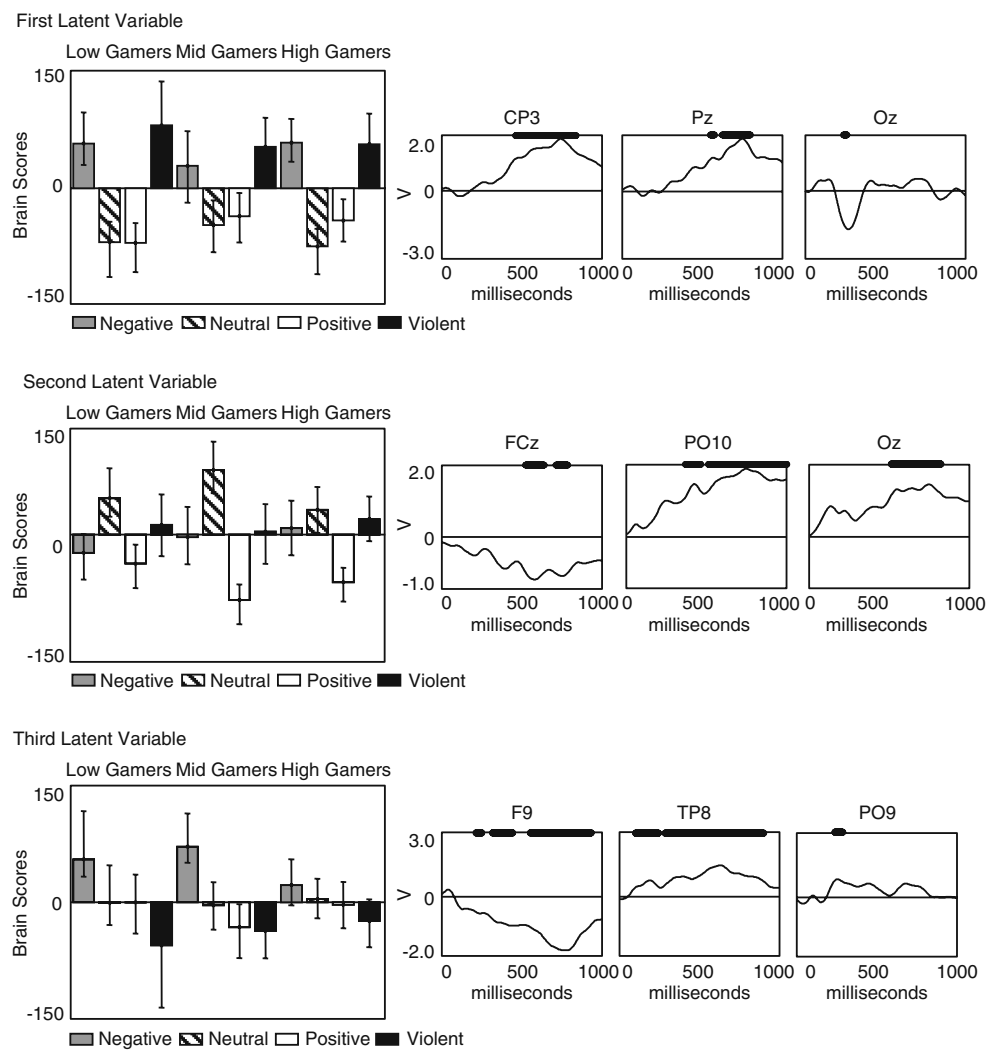 First Latent Variable
Low Gamers Mid Gamers High Gamers
150
0
-150
Brain Scores
Negative Neutral Positive Violent
CP3
2.0
0
-3.0
V
0 500 1000
milliseconds
Pz
0 500 1000
milliseconds
Oz
0 500 1000
milliseconds
Second Latent Variable
Low Gamers Mid Gamers High Gamers
150
0
-150
Brain Scores
Negative Neutral Positive Violent
FCz
2.0
0
-1.0
V
0 500 1000
milliseconds
PO10
0 500 1000
milliseconds
Oz
0 500 1000
milliseconds
Third Latent Variable
Low Gamers Mid Gamers High Gamers
150
0
-150
Brain Scores
Negative Neutral Positive Violent
F9
3.0
0
-2.0
V
0 500 1000
milliseconds
TP8
0 500 1000
milliseconds
PO9
0 500 1000
milliseconds